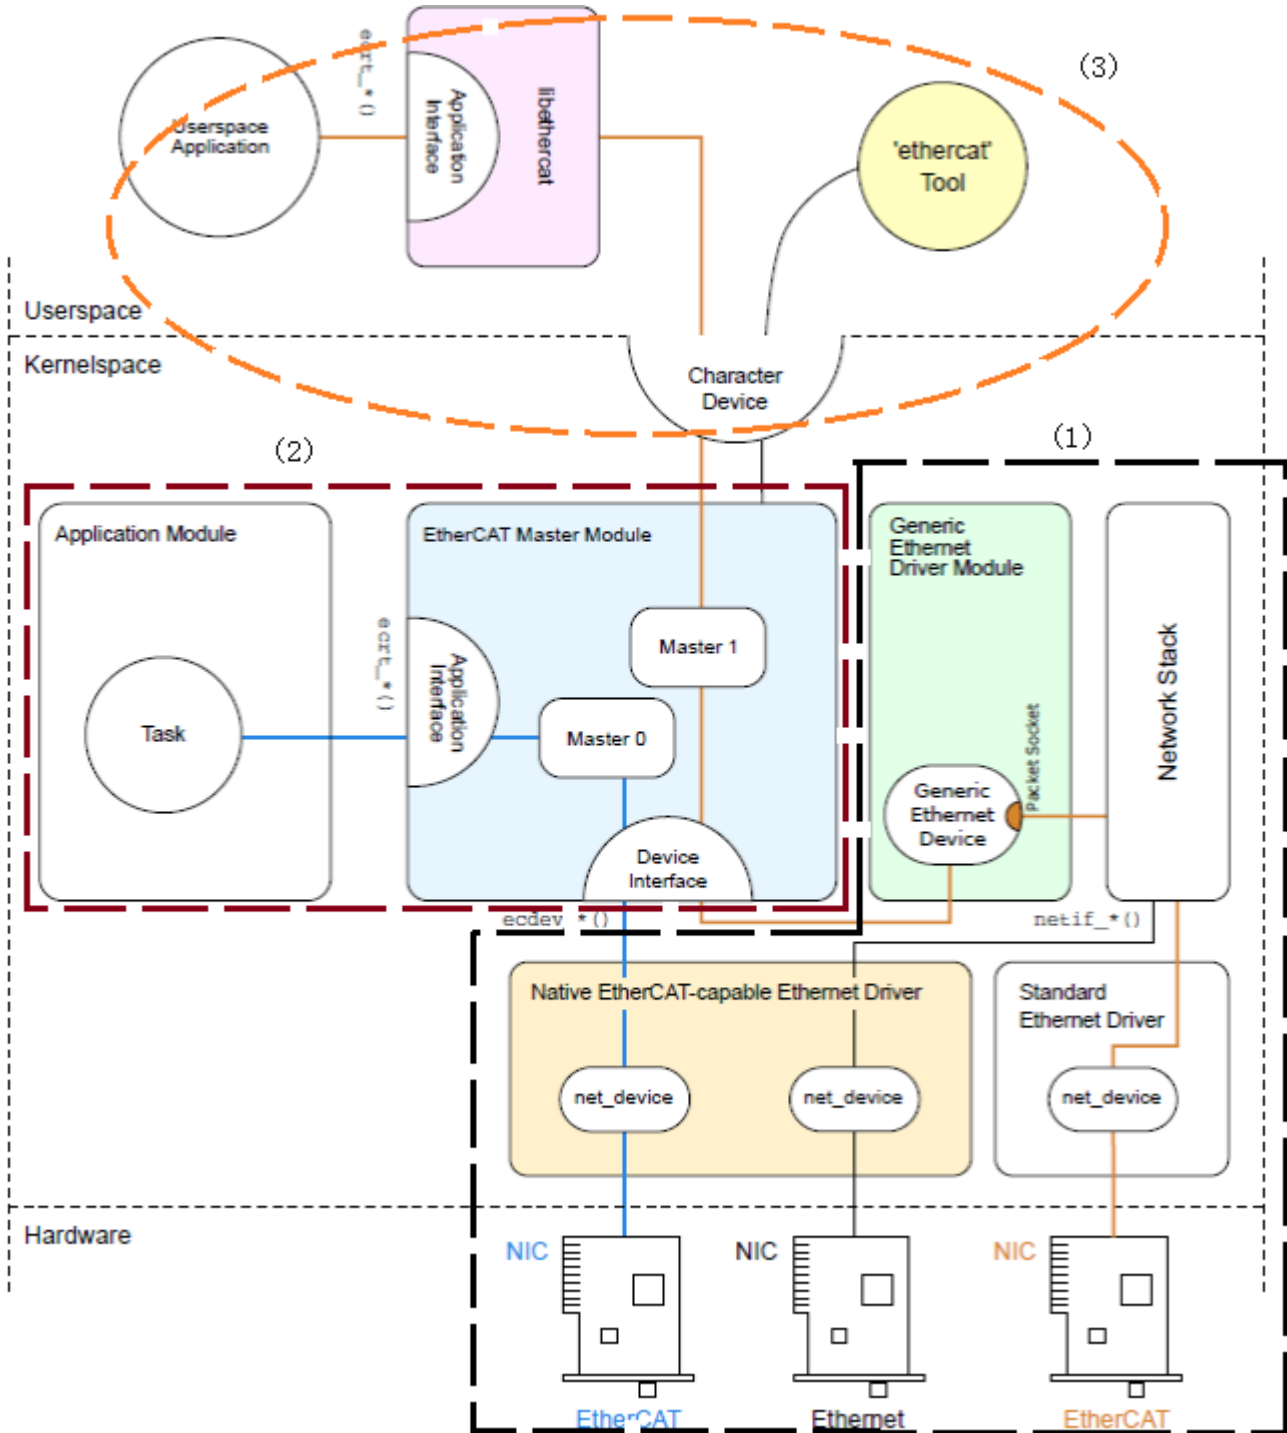 (3)
ecrt_*()
Application
Interface
libethercat
Userspace
Application
'ethercat'
Tool
Userspace
Kernelspace
Character
Device
(2)
(1)
Application Module
EtherCAT Master Module
Generic
Ethernet
Driver Module
Network Stack
ecrt_*()
Application
Interface
Master 1
Task
Master 0
Packet Socket
Generic
Ethernet
Device
Device
Interface
ecdev_*()
netif_*()
Native EtherCAT-capable Ethernet Driver
Standard
Ethernet Driver
net_device
net_device
net_device
Hardware
NIC
NIC
NIC
EtherCAT
Ethernet
EtherCAT